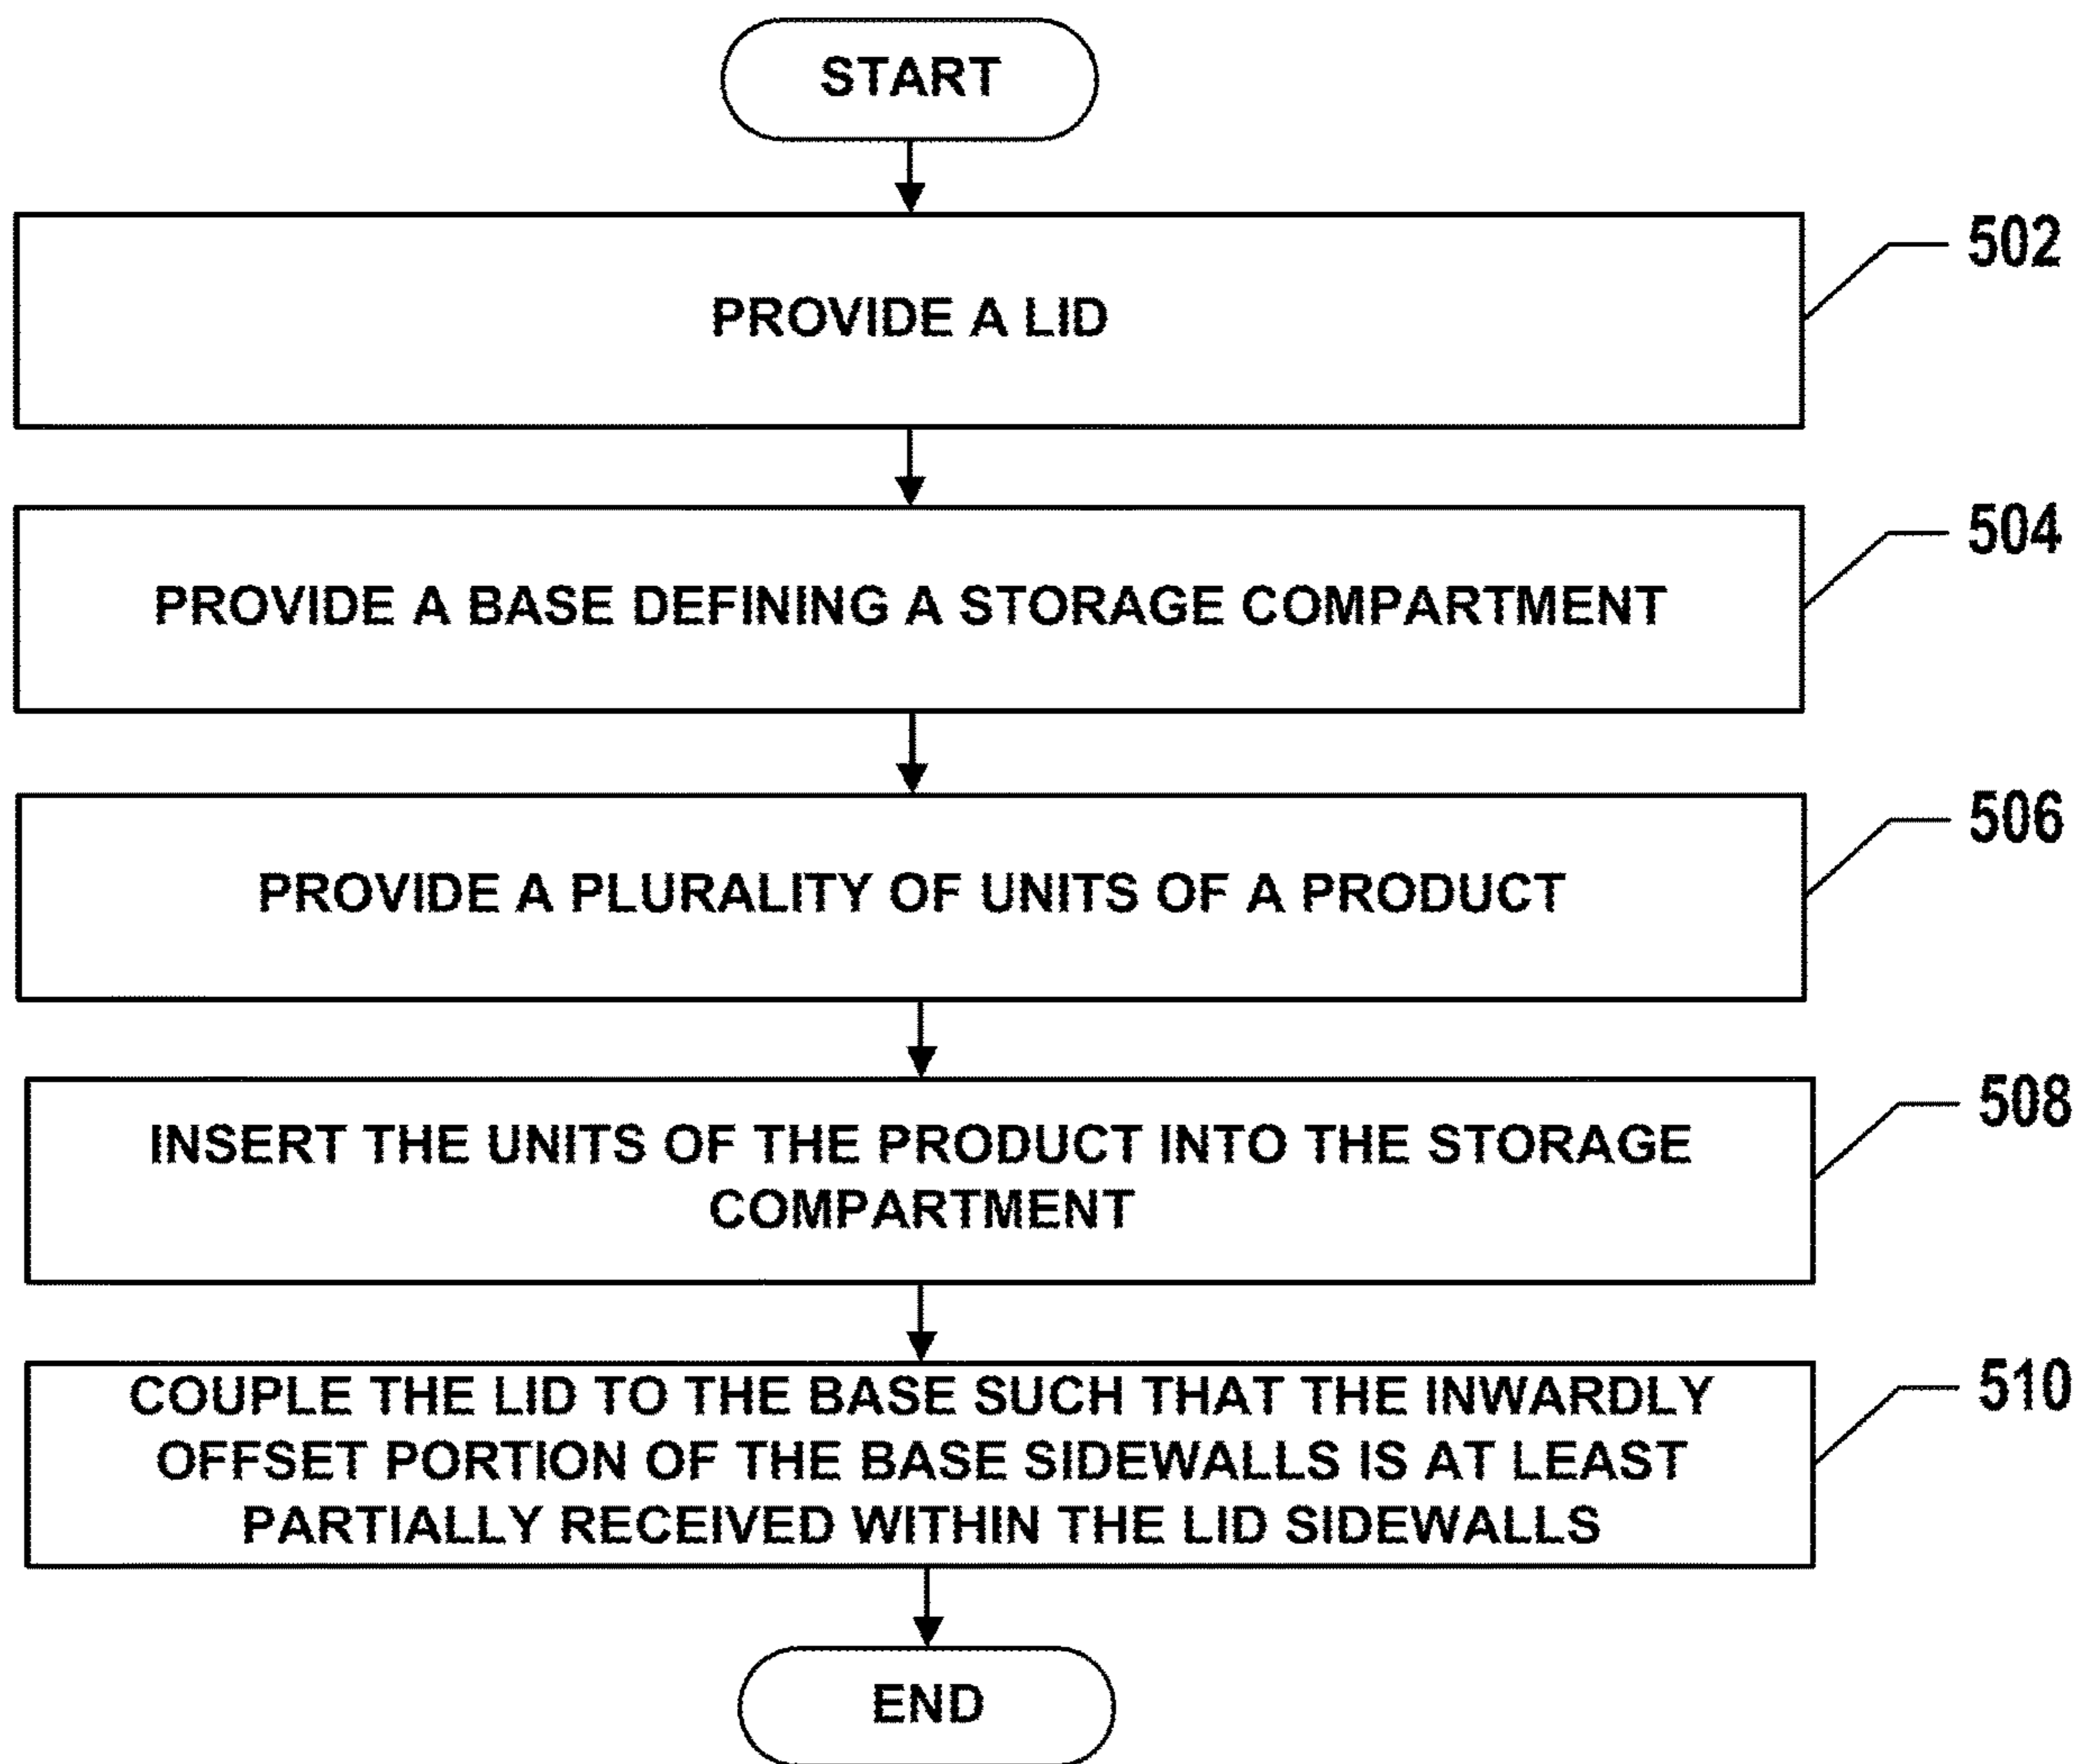 START
502
PROVIDE A LID
504
PROVIDE A BASE DEFINING A STORAGE COMPARTMENT
506
PROVIDE A PLURALITY OF UNITS OF A PRODUCT
508
INSERT THE UNITS OF THE PRODUCT INTO THE STORAGE
COMPARTMENT
510
COUPLE THE LID TO THE BASE SUCH THAT THE INWARDLY
OFFSET PORTION OF THE BASE SIDEWALLS IS AT LEAST
PARTIALLY RECEIVED WITHIN THE LID SIDEWALLS
END